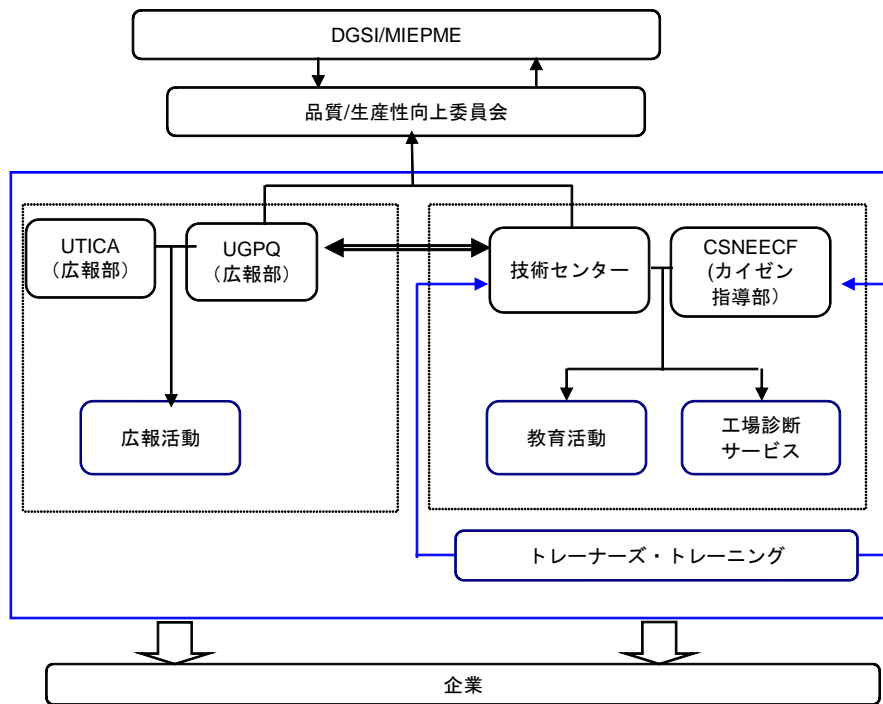 DGSI/MIEPME
品質/生産性向上委員会
UTICA
（広報部）
UGPQ
（広報部）
技術センター
CSNEECF
(カイゼン
指導部）
広報活動
教育活動
工場診断
サービス
トレーナーズ・トレーニング
企業